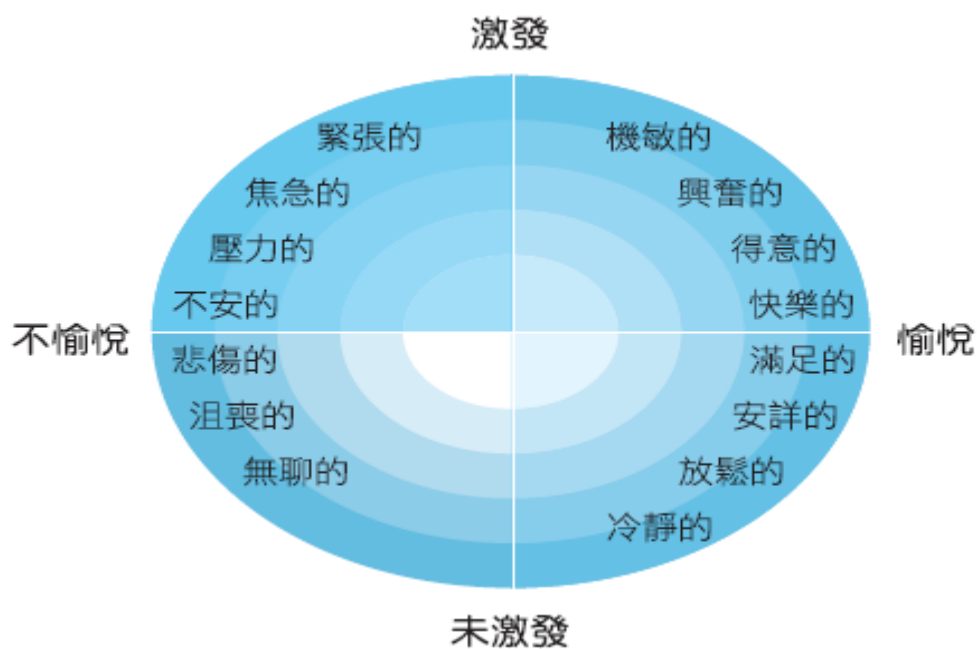 激發
緊張的 機敏的
焦急的 興奮的
壓力的 得意的
不安的 快樂的
不愉悅 愉悅
悲傷的 滿足的
沮喪的 安詳的
無聊的 放鬆的
冷靜的
未激發